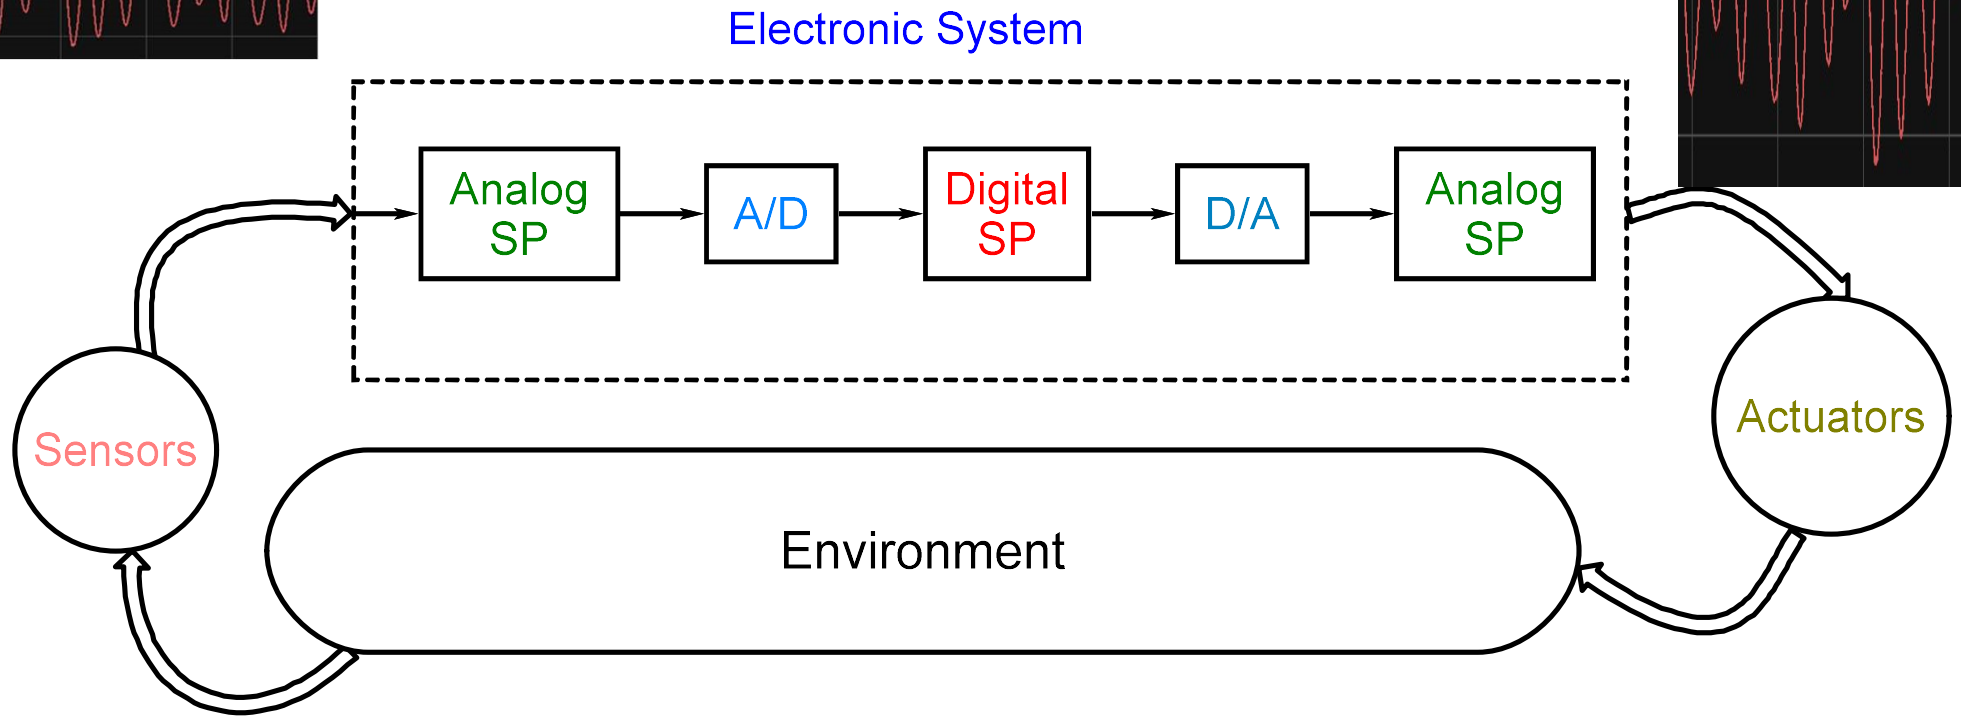 Electronic System
Analog
SP
A/D
Digital
SP
D/A
Analog
SP
Sensors
Actuators
Environment